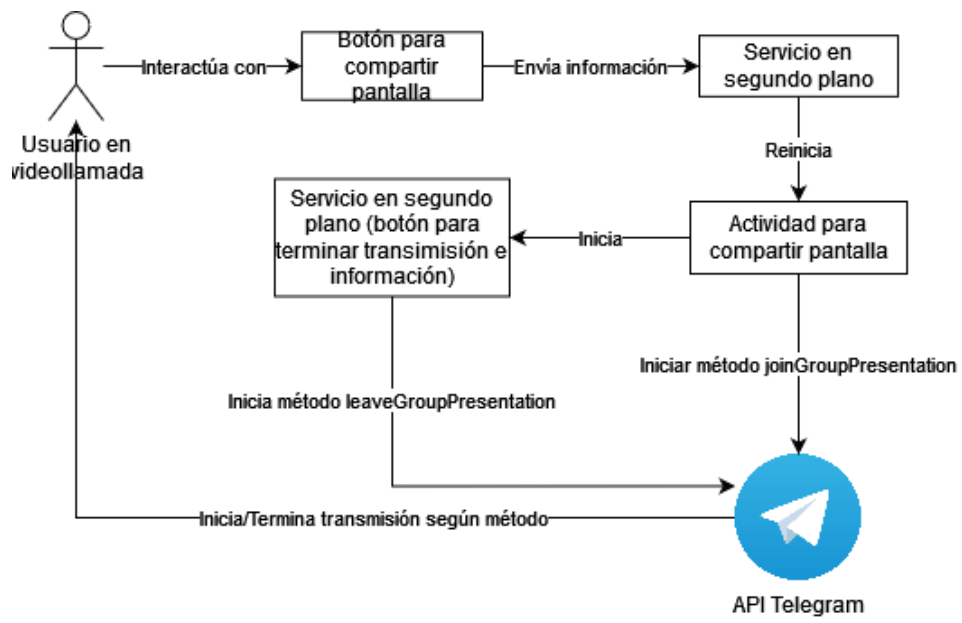 Botón para
compartir
pantalla
Interactúa con
Envía información
Servicio en
segundo plano
Usuario en
videollamada
Reinicia
Servicio en segundo
plano (botón para
terminar transimisión e
información)
Inicia
Actividad para
compartir pantalla
Iniciar método joinGroupPresentation
Inicia método leaveGroupPresentation
Inicia/Termina transmisión según método
API Telegram